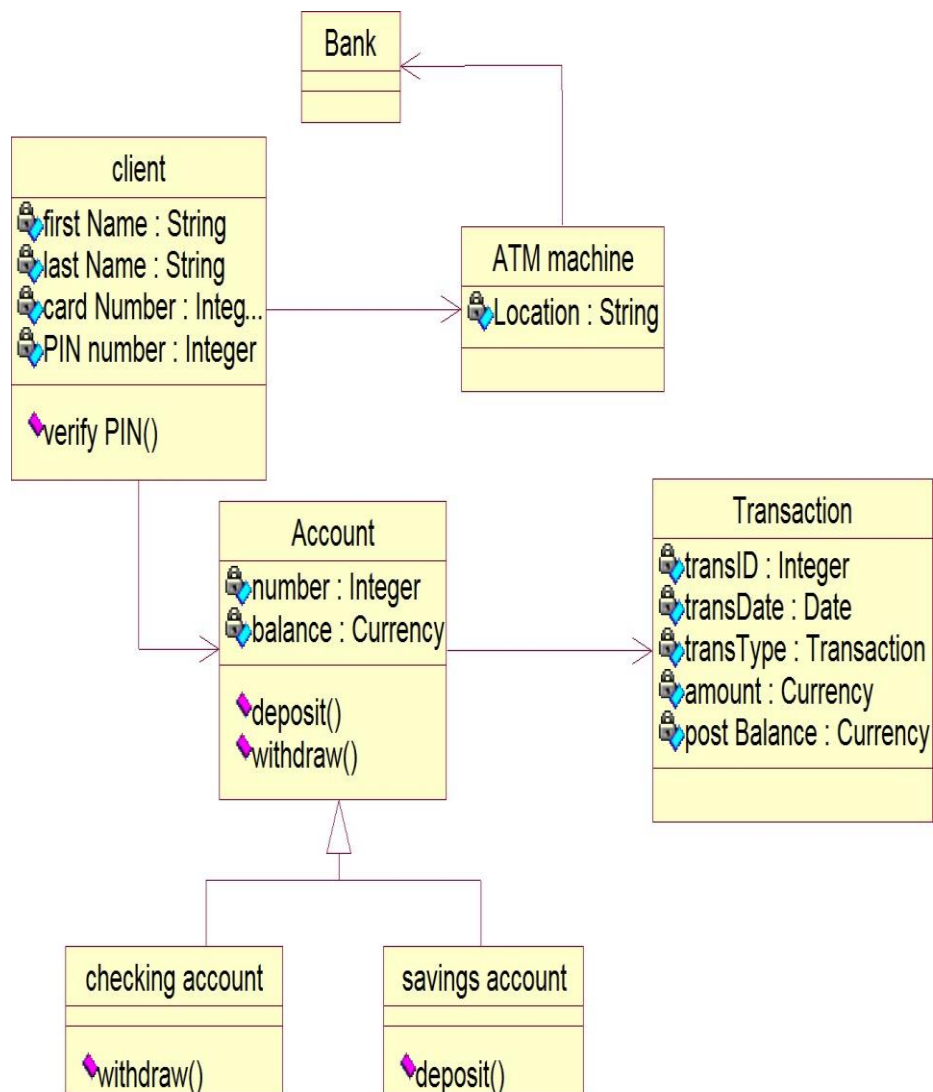 Bank
client
first Name : String
last Name : String
card Number : Integ...
PIN number : Integer
verify PIN()
ATM machine
Location : String
Account
number : Integer
balance : Currency
deposit()
withdraw()
Transaction
transID : Integer
transDate : Date
transType : Transaction
amount : Currency
post Balance : Currency
checking account
withdraw()
savings account
deposit()